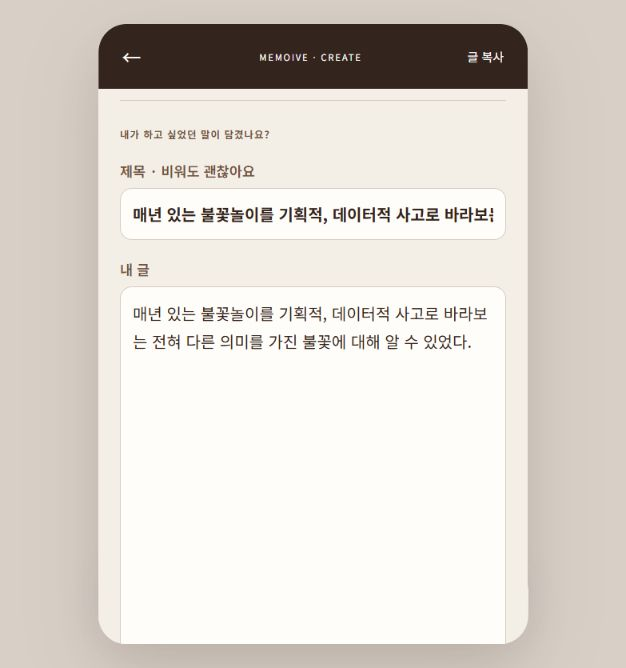 ←
MEMOIVE · CREATE
글 복사
내가 하고 싶었던 말이 담겼나요?
제목 · 비워도 괜찮아요
매년 있는 불꽃놀이를 기획적, 데이터적 사고로
내 글
매년 있는 불꽃놀이를 기획적, 데이터적 사고로 바라보
는 전혀 다른 의미를 가진 불꽃에 대해 알 수 있었다.